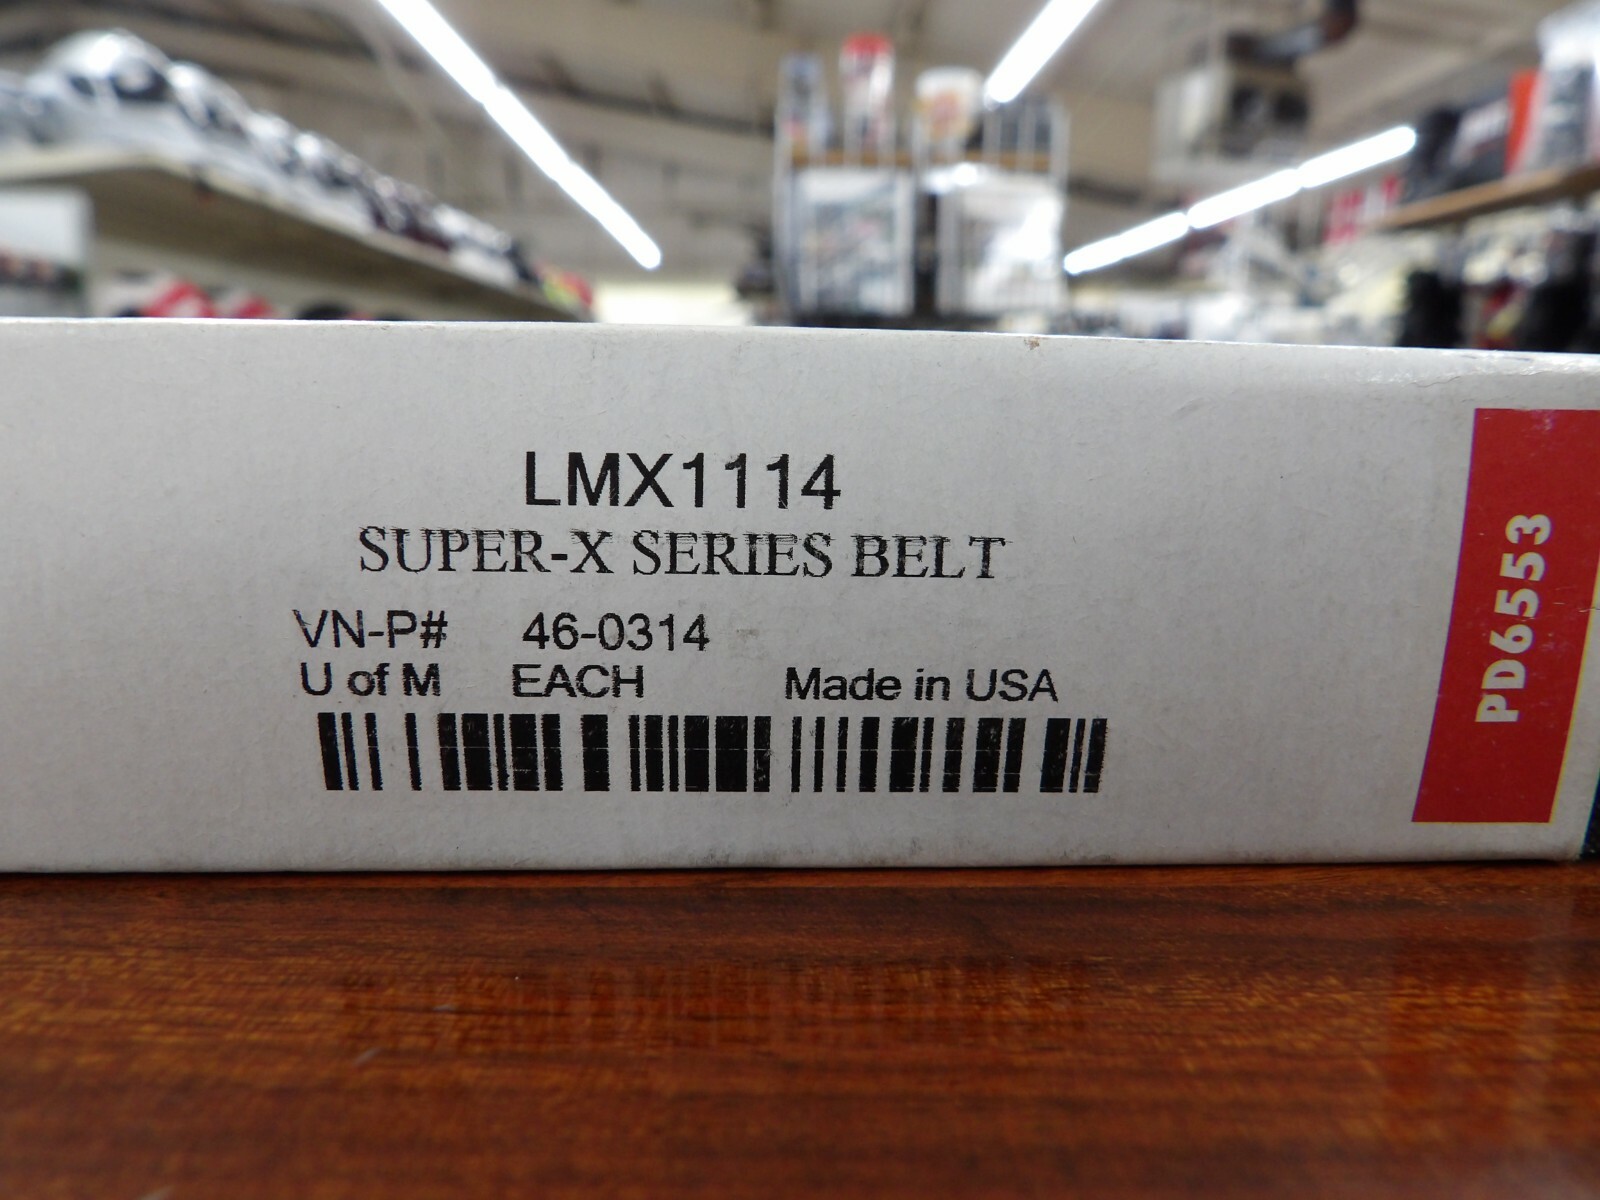 LMX1114
SUPER-X SERIES BELT
VN-P# 46-0314
U of M EACH Made in USA
PD6553